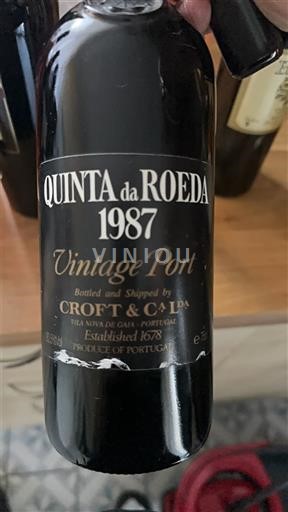 QUINTA da ROEDA
1987
Vintage Port
VINIOU
Bottled and Shipped by
CROFT & Cᴬ Lᴰᴬ
VILA NOVA DE GAIA - PORTUGAL
Established 1678
PRODUCE OF PORTUGAL
e 75cl